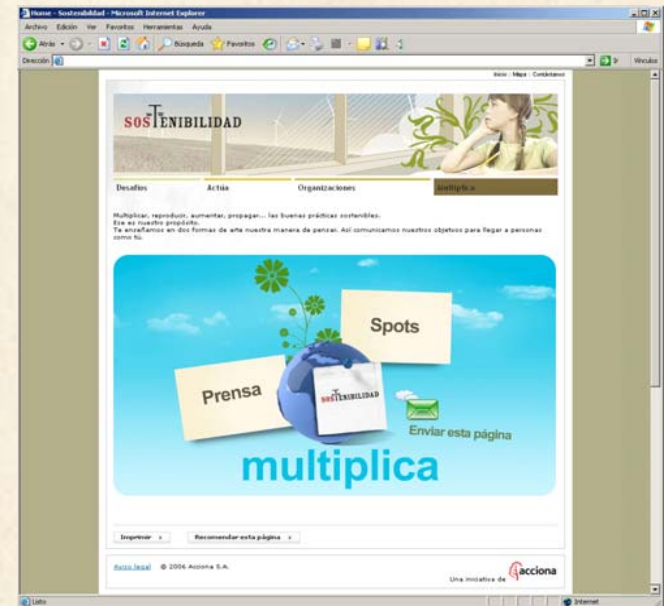 Home - Sostenibilidad - Microsoft Internet Explorer
Archivo Edición Ver Favoritos Herramientas Ayuda
Atrás Búsqueda Favoritos
Dirección Ir Vínculos
Inicio | Mapa | Contáctanos
SOSTENIBILIDAD
Desafíos Actúa Organizaciones Multiplica
Multiplicar, reproducir, aumentar, propagar... las buenas prácticas sostenibles.
Ese es nuestro propósito.
Te enseñamos en dos formas de arte nuestra manera de pensar. Así comunicamos nuestros objetivos para llegar a personas
como tú.
Spots
Prensa
SOSTENIBILIDAD
Enviar esta página
multiplica
Imprimir Recomendar esta página
Aviso legal © 2006 Acciona S.A.
Una iniciativa de acciona
Listo Internet